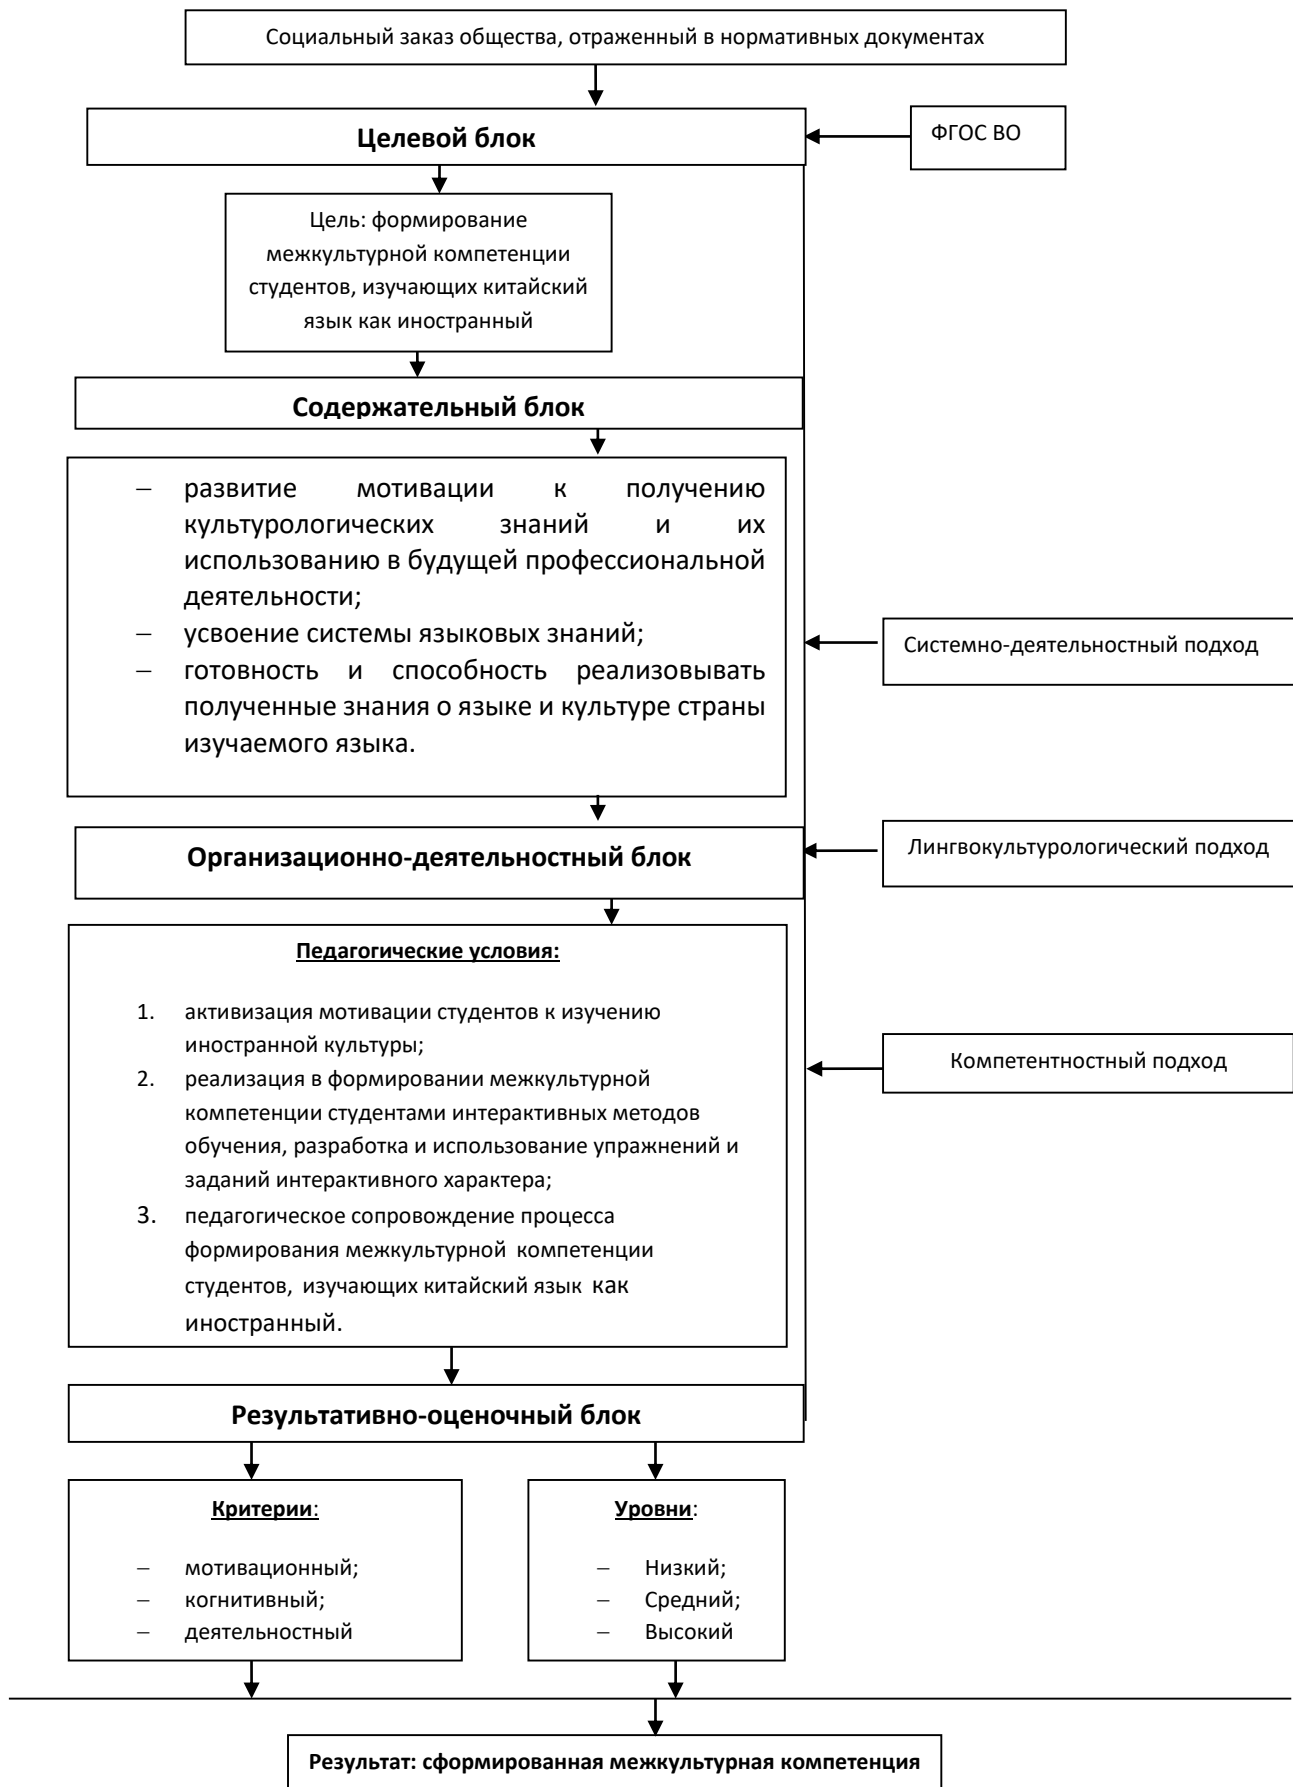 Социальный заказ общества, отраженный в нормативных документах
Целевой блок
ФГОС ВО
Цель: формирование
межкультурной компетенции
студентов, изучающих китайский
язык как иностранный
Содержательный блок
– развитие мотивации к получению
культурологических знаний и их
использованию в будущей профессиональной
деятельности;
– усвоение системы языковых знаний;
– готовность и способность реализовывать
полученные знания о языке и культуре страны
изучаемого языка.
Системно-деятельностный подход
Организационно-деятельностный блок
Лингвокультурологический подход
Педагогические условия:
1. активизация мотивации студентов к изучению
иностранной культуры;
2. реализация в формировании межкультурной
компетенции студентами интерактивных методов
обучения, разработка и использование упражнений и
заданий интерактивного характера;
3. педагогическое сопровождение процесса
формирования межкультурной компетенции
студентов, изучающих китайский язык как
иностранный.
Компетентностный подход
Результативно-оценочный блок
Критерии:
– мотивационный;
– когнитивный;
– деятельностный
Уровни:
– Низкий;
– Средний;
– Высокий
Результат: сформированная межкультурная компетенция